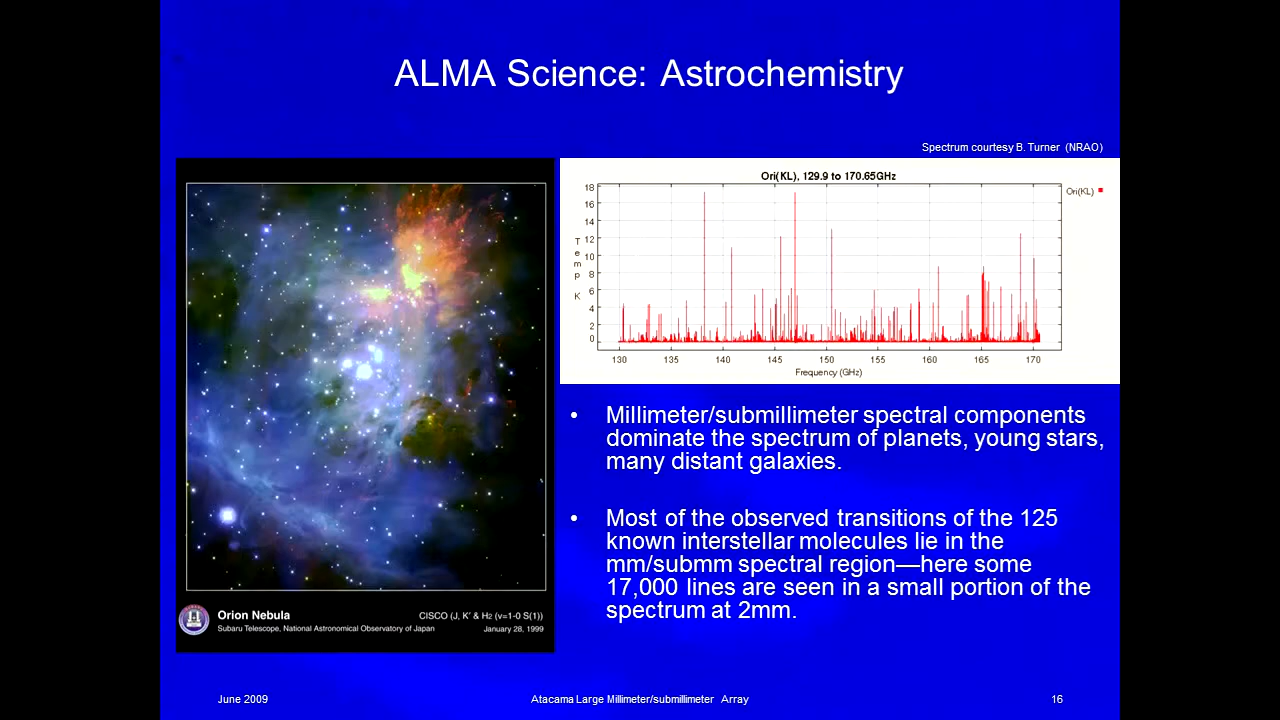 ALMA Science: Astrochemistry
Spectrum courtesy B. Turner (NRAO)
Ori(KL), 129.9 to 170.65GHz
Ori(KL)
18
16
14
12
10
8
6
4
2
0
Temp K
130 135 140 145 150 155 160 165 170
Frequency (GHz)
• Millimeter/submillimeter spectral components
dominate the spectrum of planets, young stars,
many distant galaxies.
• Most of the observed transitions of the 125
known interstellar molecules lie in the
mm/submm spectral region—here some
17,000 lines are seen in a small portion of the
spectrum at 2mm.
Orion Nebula CISCO (J, K' & H2 (v=1-0 S(1))
Subaru Telescope, National Astronomical Observatory of Japan January 28, 1999
June 2009 Atacama Large Millimeter/submillimeter Array 16